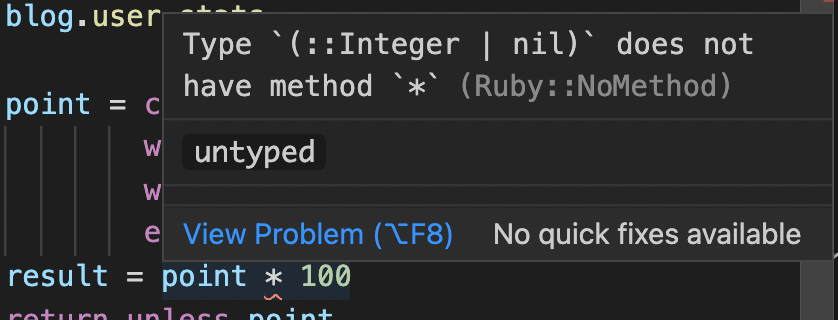 blog.user
Type `(::Integer | nil)` does not
have method `*` (Ruby::NoMethod)
point = c
w
untyped
w
e
View Problem (⌥F8) No quick fixes available
result = point * 100
return unless point